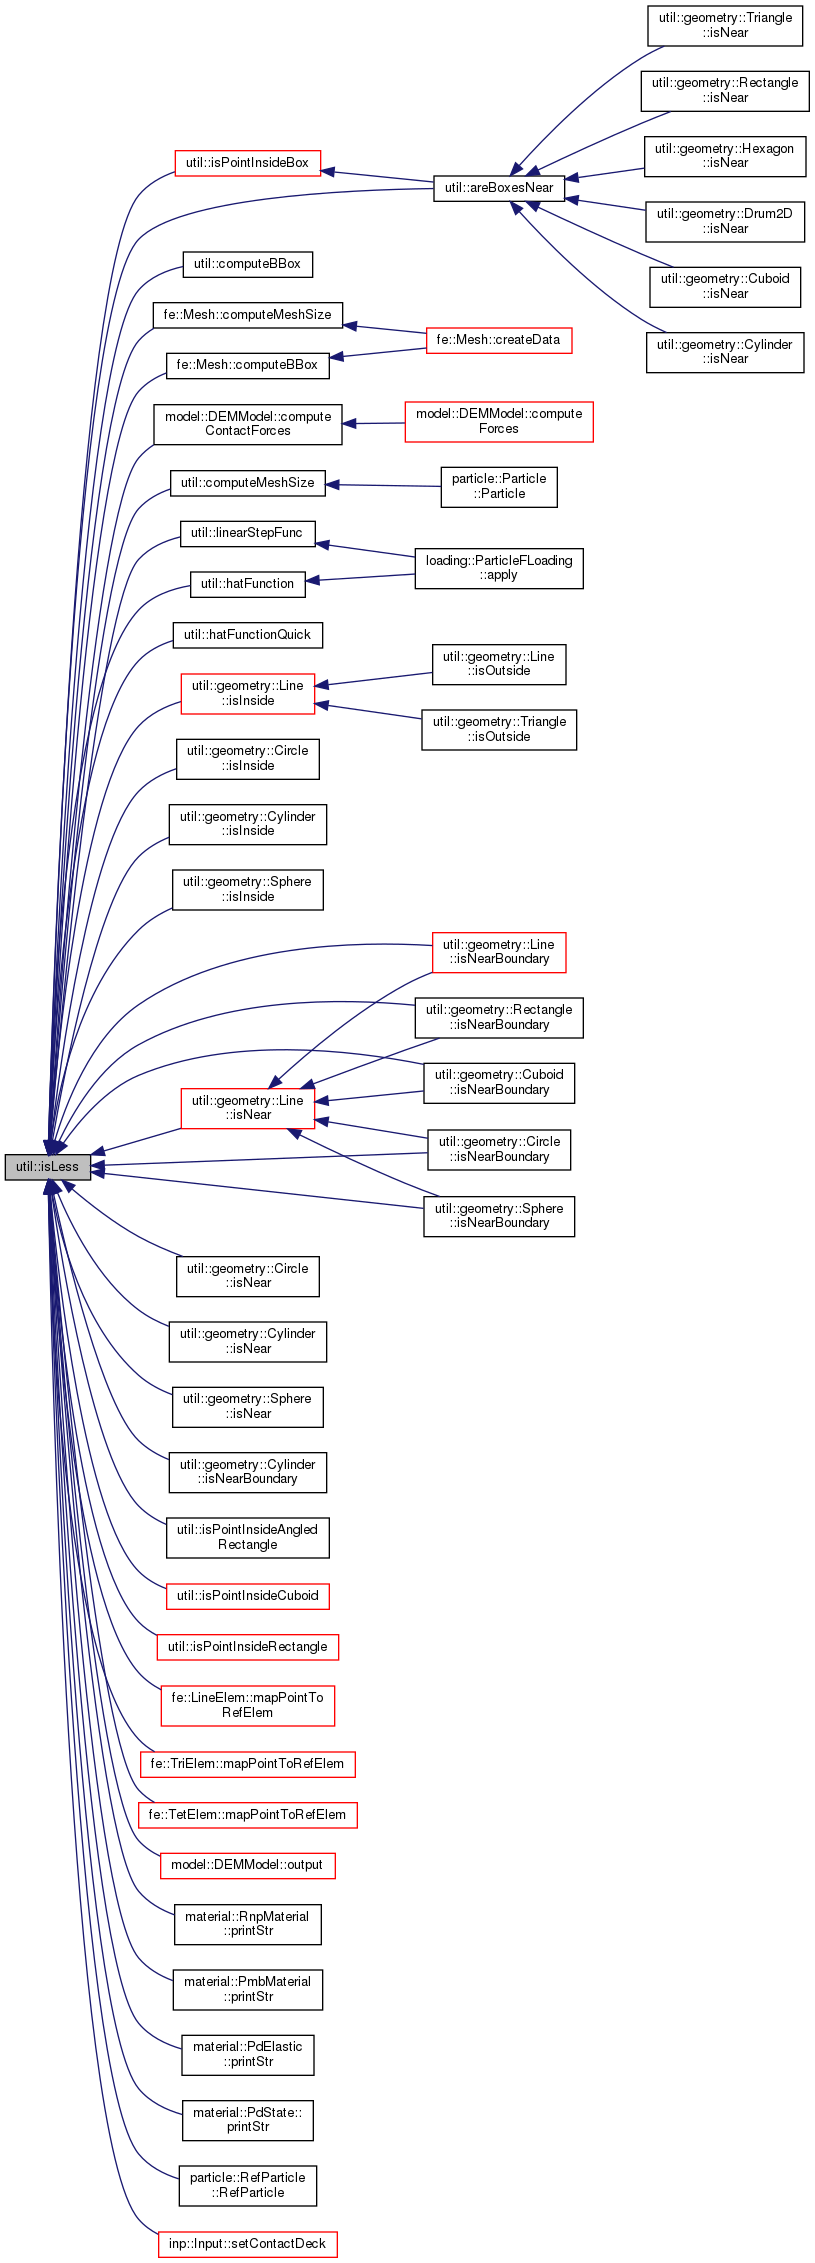 util::geometry::Triangle
::isNear
util::geometry::Rectangle
::isNear
util::geometry::Hexagon
::isNear
util::isPointInsideBox
util::areBoxesNear
util::geometry::Drum2D
::isNear
util::computeBBox
util::geometry::Cuboid
::isNear
fe::Mesh::computeMeshSize
fe::Mesh::createData
util::geometry::Cylinder
::isNear
fe::Mesh::computeBBox
model::DEMModel::compute
ContactForces
model::DEMModel::compute
Forces
util::computeMeshSize
particle::Particle
::Particle
util::linearStepFunc
loading::ParticleFLoading
::apply
util::hatFunction
util::hatFunctionQuick
util::geometry::Line
::isOutside
util::geometry::Line
::isInside
util::geometry::Triangle
::isOutside
util::geometry::Circle
::isInside
util::geometry::Cylinder
::isInside
util::geometry::Sphere
::isInside
util::geometry::Line
::isNearBoundary
util::geometry::Rectangle
::isNearBoundary
util::geometry::Cuboid
::isNearBoundary
util::geometry::Line
::isNear
util::geometry::Circle
::isNearBoundary
util::isLess
util::geometry::Sphere
::isNearBoundary
util::geometry::Circle
::isNear
util::geometry::Cylinder
::isNear
util::geometry::Sphere
::isNear
util::geometry::Cylinder
::isNearBoundary
util::isPointInsideAngled
Rectangle
util::isPointInsideCuboid
util::isPointInsideRectangle
fe::LineElem::mapPointTo
RefElem
fe::TriElem::mapPointToRefElem
fe::TetElem::mapPointToRefElem
model::DEMModel::output
material::RnpMaterial
::printStr
material::PmbMaterial
::printStr
material::PdElastic
::printStr
material::PdState::
printStr
particle::RefParticle
::RefParticle
inp::Input::setContactDeck